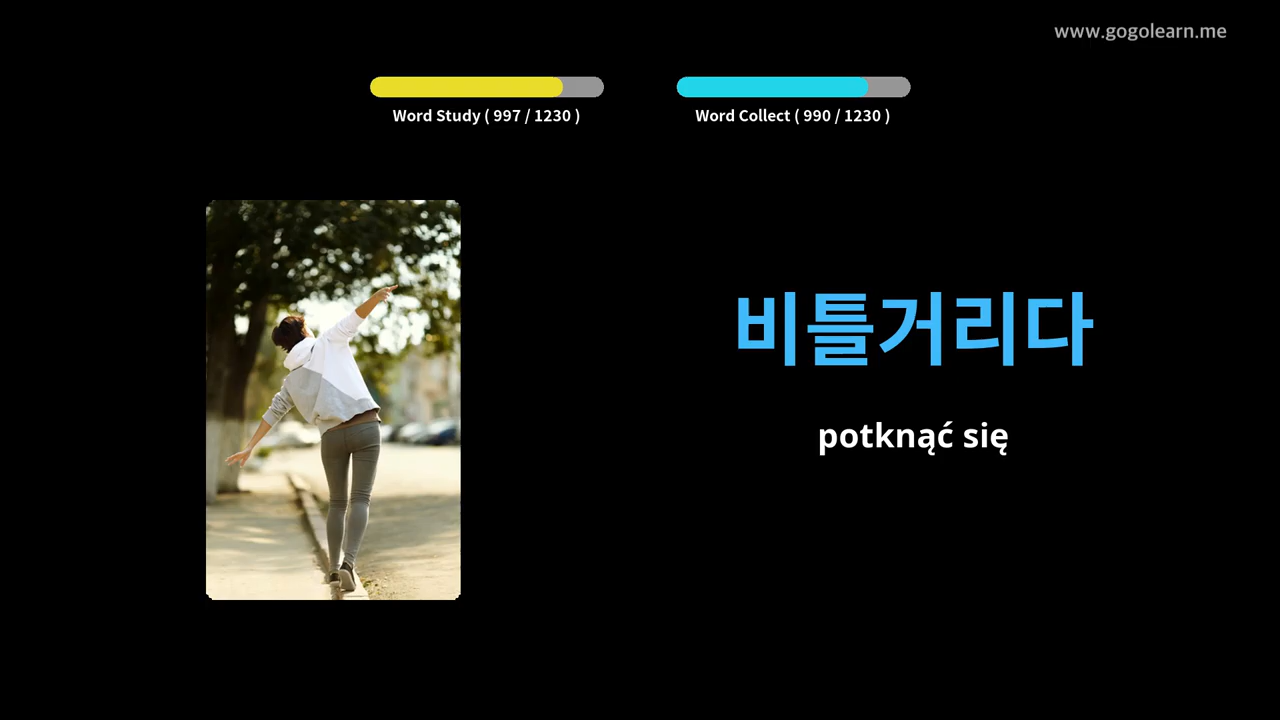 www.gogolearn.me
Word Study ( 997 / 1230 )
Word Collect ( 990 / 1230 )
비틀거리다
potknąć się